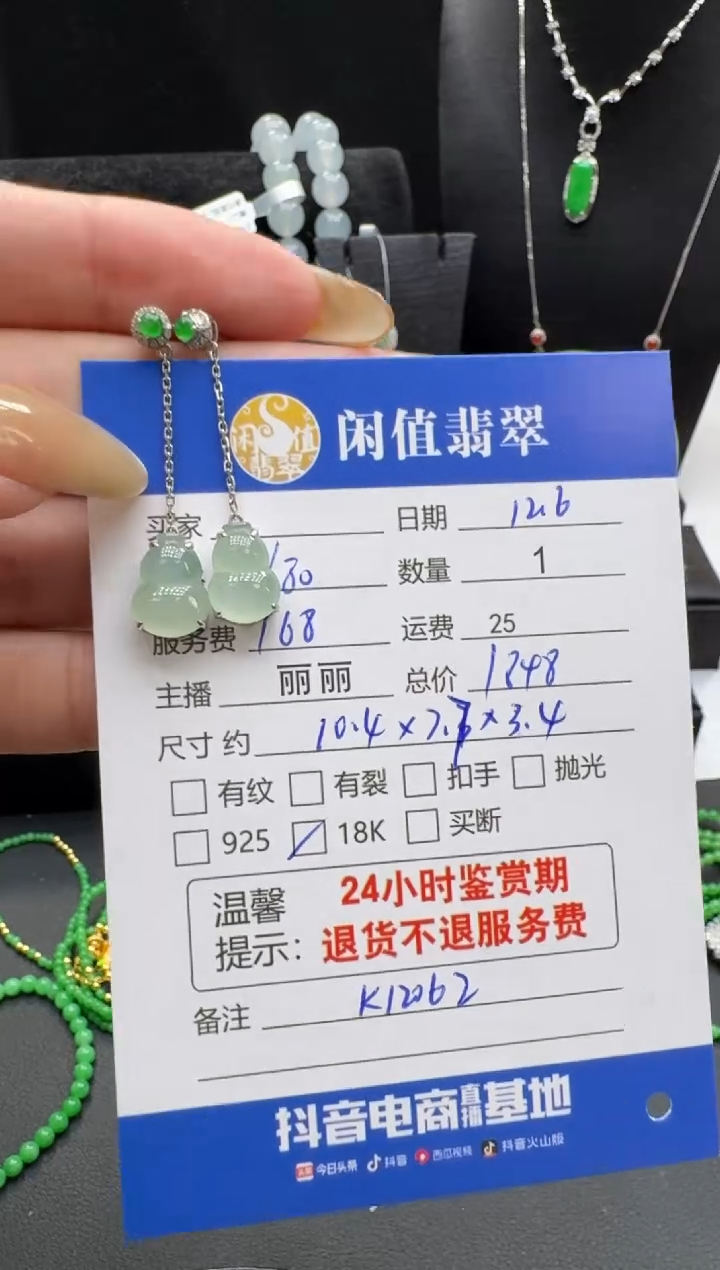 闲值翡翠
闲值
翡翠
买家 日期 12.6
数量 1
服务费 168 运费 25
主播 丽丽 总价 1248
尺寸 约 10.4×7.7×3.4
有纹 有裂 扣手 抛光
925 18K 买断
温馨 24小时鉴赏期
提示: 退货不退服务费
备注 K12062
抖音电商直播基地
今日头条 抖音 西瓜视频 抖音火山版